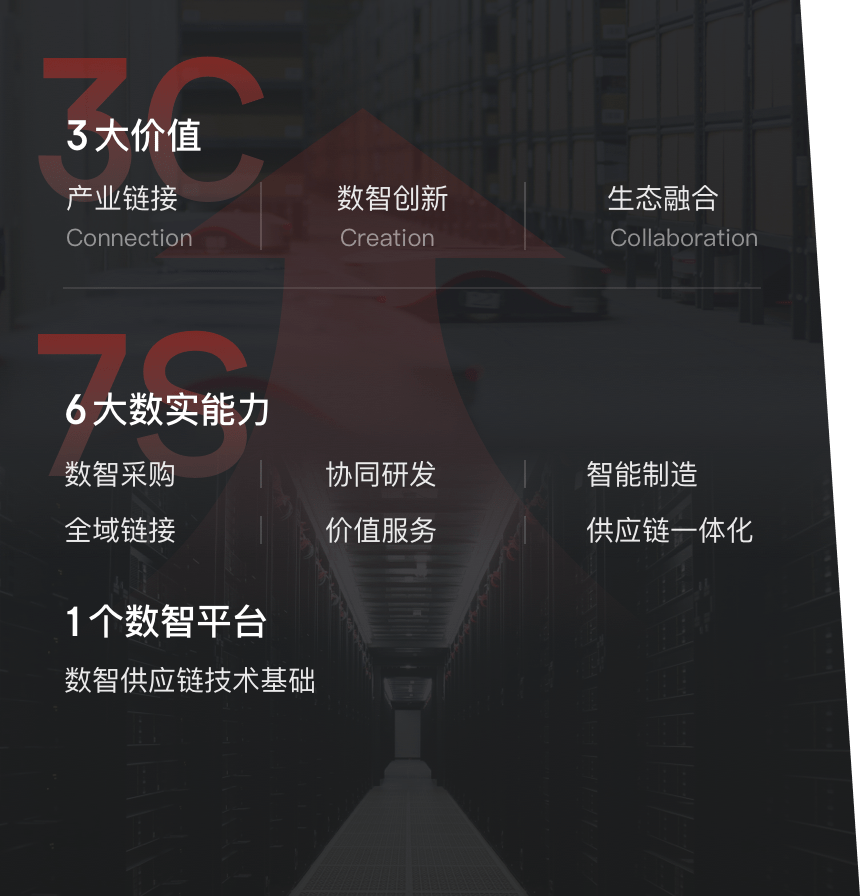 3C
3大价值
产业链接 数智创新 生态融合
Connection Creation Collaboration
7S
6大数实能力
数智采购 协同研发 智能制造
全域链接 价值服务 供应链一体化
1个数智平台
数智供应链技术基础